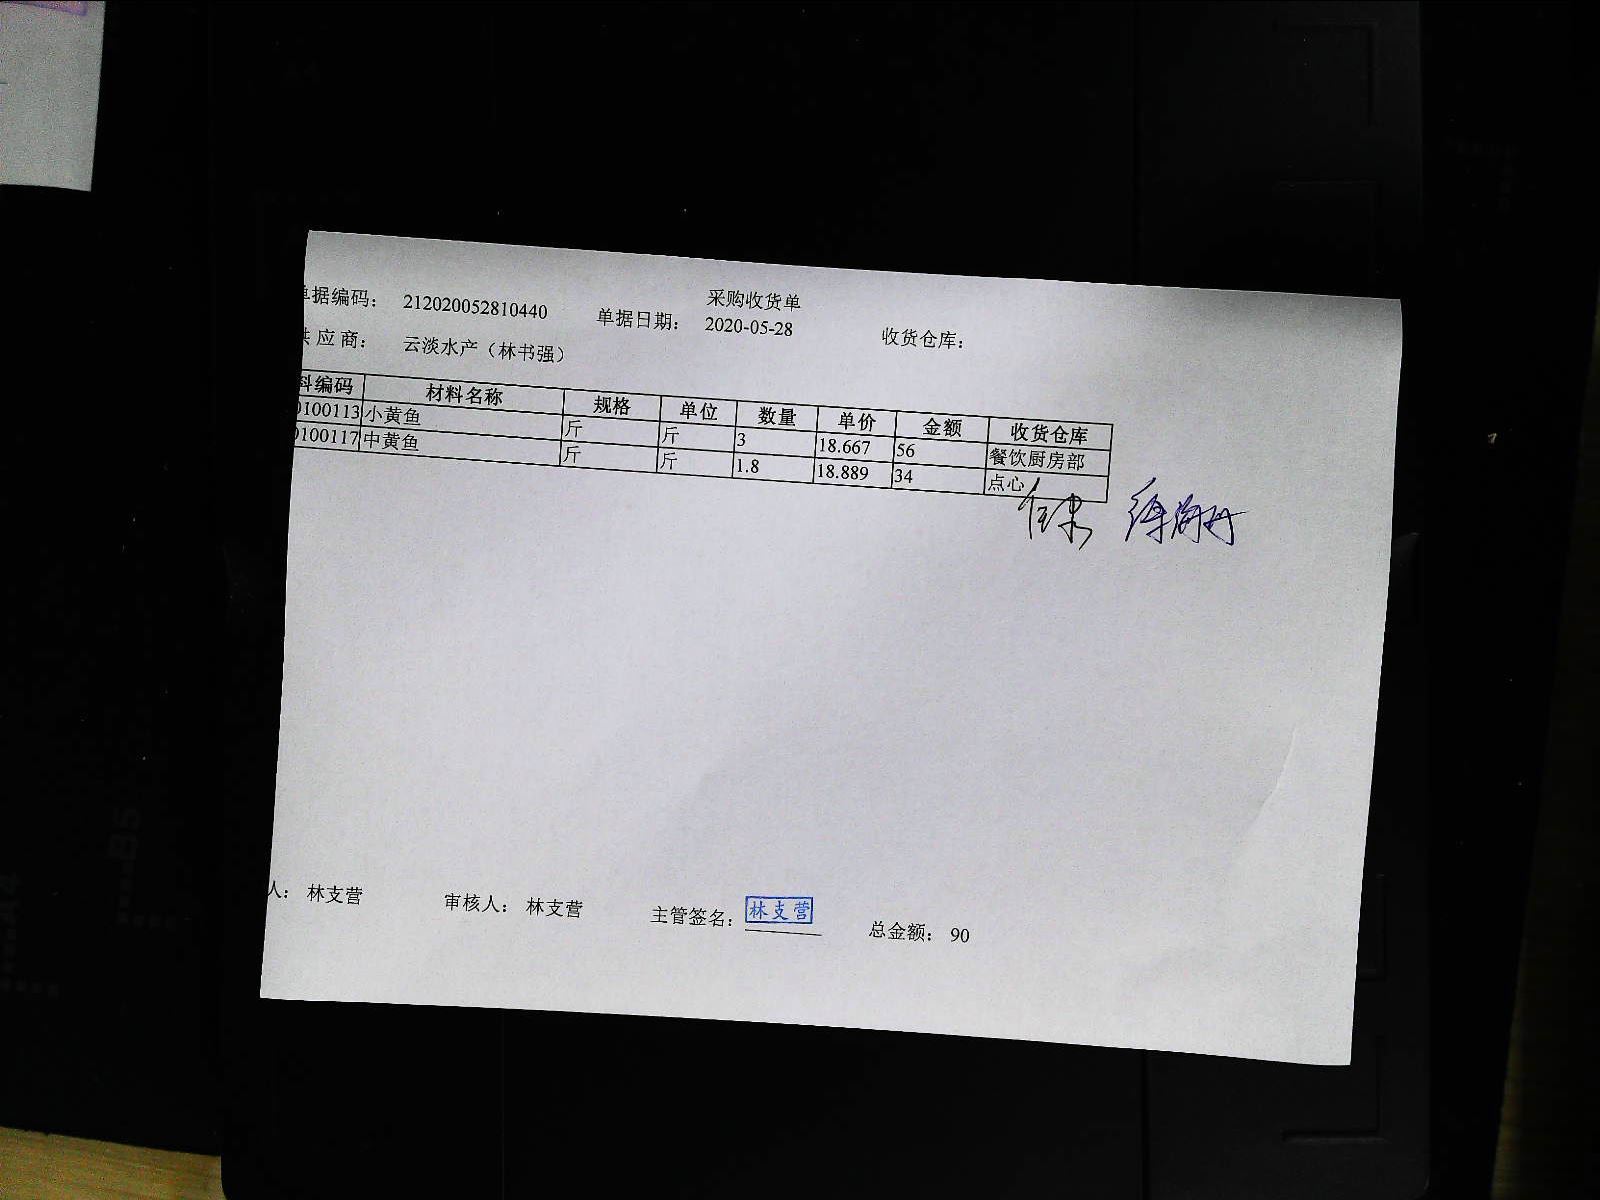 采购收货单
单据编码： 212020052810440 单据日期： 2020-05-28 收货仓库：
供应商： 云淡水产（林书强）
料编码 材料名称 规格 单位 数量 单价 金额 收货仓库
0100113 小黄鱼 斤 斤 3 18.667 56 餐饮厨房部
0100117 中黄鱼 斤 斤 1.8 18.889 34 点心
人： 林支营 审核人： 林支营 主管签名： 林支营 总金额： 90